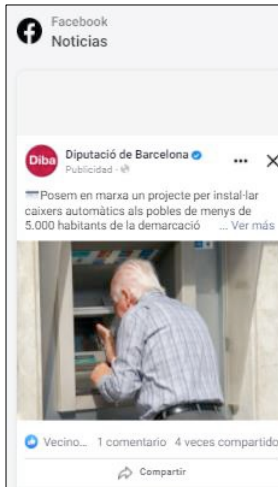 Facebook
Noticias
Diba
Diputació de Barcelona
Publicidad ·
Posem en marxa un projecte per instal·lar
caixers automàtics als pobles de menys de
5.000 habitants de la demarcació ... Ver más
Vecino... 1 comentario 4 veces compartido
Compartir